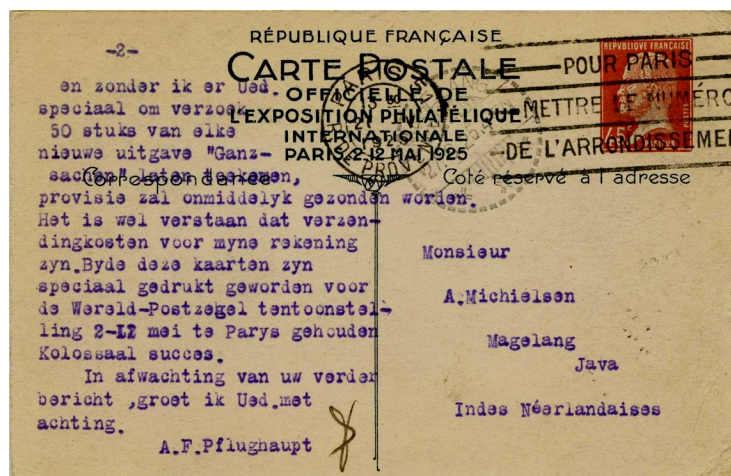 RÉPUBLIQUE FRANÇAISE
CARTE POSTALE
OFFICIELLE DE
L'EXPOSITION PHILATÉLIQUE
INTERNATIONALE
PARIS 2-12 MAI 1925
Correspondance
Coté réservé à l'adresse
REPVBLIQVE FRANÇAISE
45c
POUR PARIS
METTRE LE NUMÉRO
DE L'ARRONDISSEMEN
-2-
en zonder ik er Ued.
speciaal om verzoek
50 stuks van elke
nieuwe uitgave "Ganz-
sachen" laten toekomen,
provisie zal onmiddelyk gezonden worden.
Het is wel verstaan dat verzen-
dingkosten voor myne rekening
zyn.Byde deze kaarten zyn
speciaal gedrukt geworden voor
de Wereld-Postzegel tentoonstel-
ling 2-12 mei te Parys gehouden
Kolossaal succes.
In afwachting van uw verder
bericht ,groet ik Ued.met
achting.
A.F.Pflughaupt
Monsieur
A.Michielsen
Magelang
Java
Indes Néerlandaises